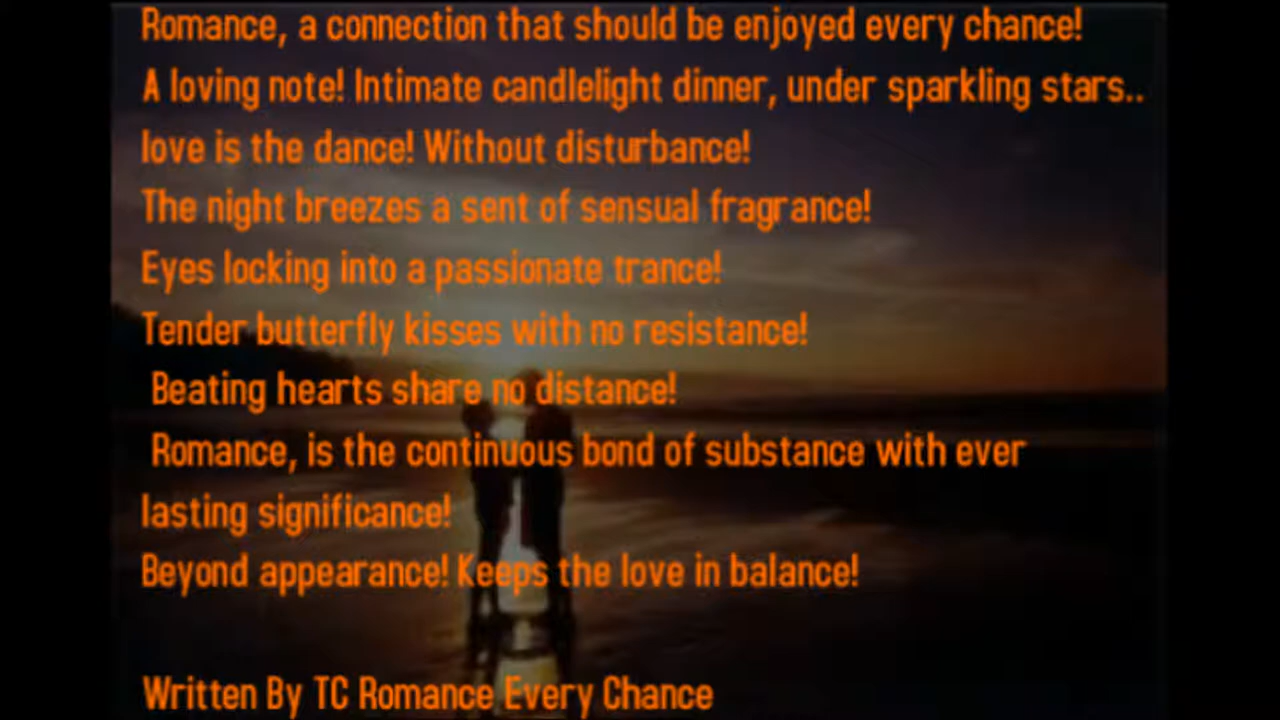 Romance, a connection that should be enjoyed every chance!
A loving note! Intimate candlelight dinner, under sparkling stars..
love is the dance! Without disturbance!
The night breezes a sent of sensual fragrance!
Eyes locking into a passionate trance!
Tender butterfly kisses with no resistance!
Beating hearts share no distance!
Romance, is the continuous bond of substance with ever
lasting significance!
Beyond appearance! Keeps the love in balance!
Written By TC Romance Every Chance